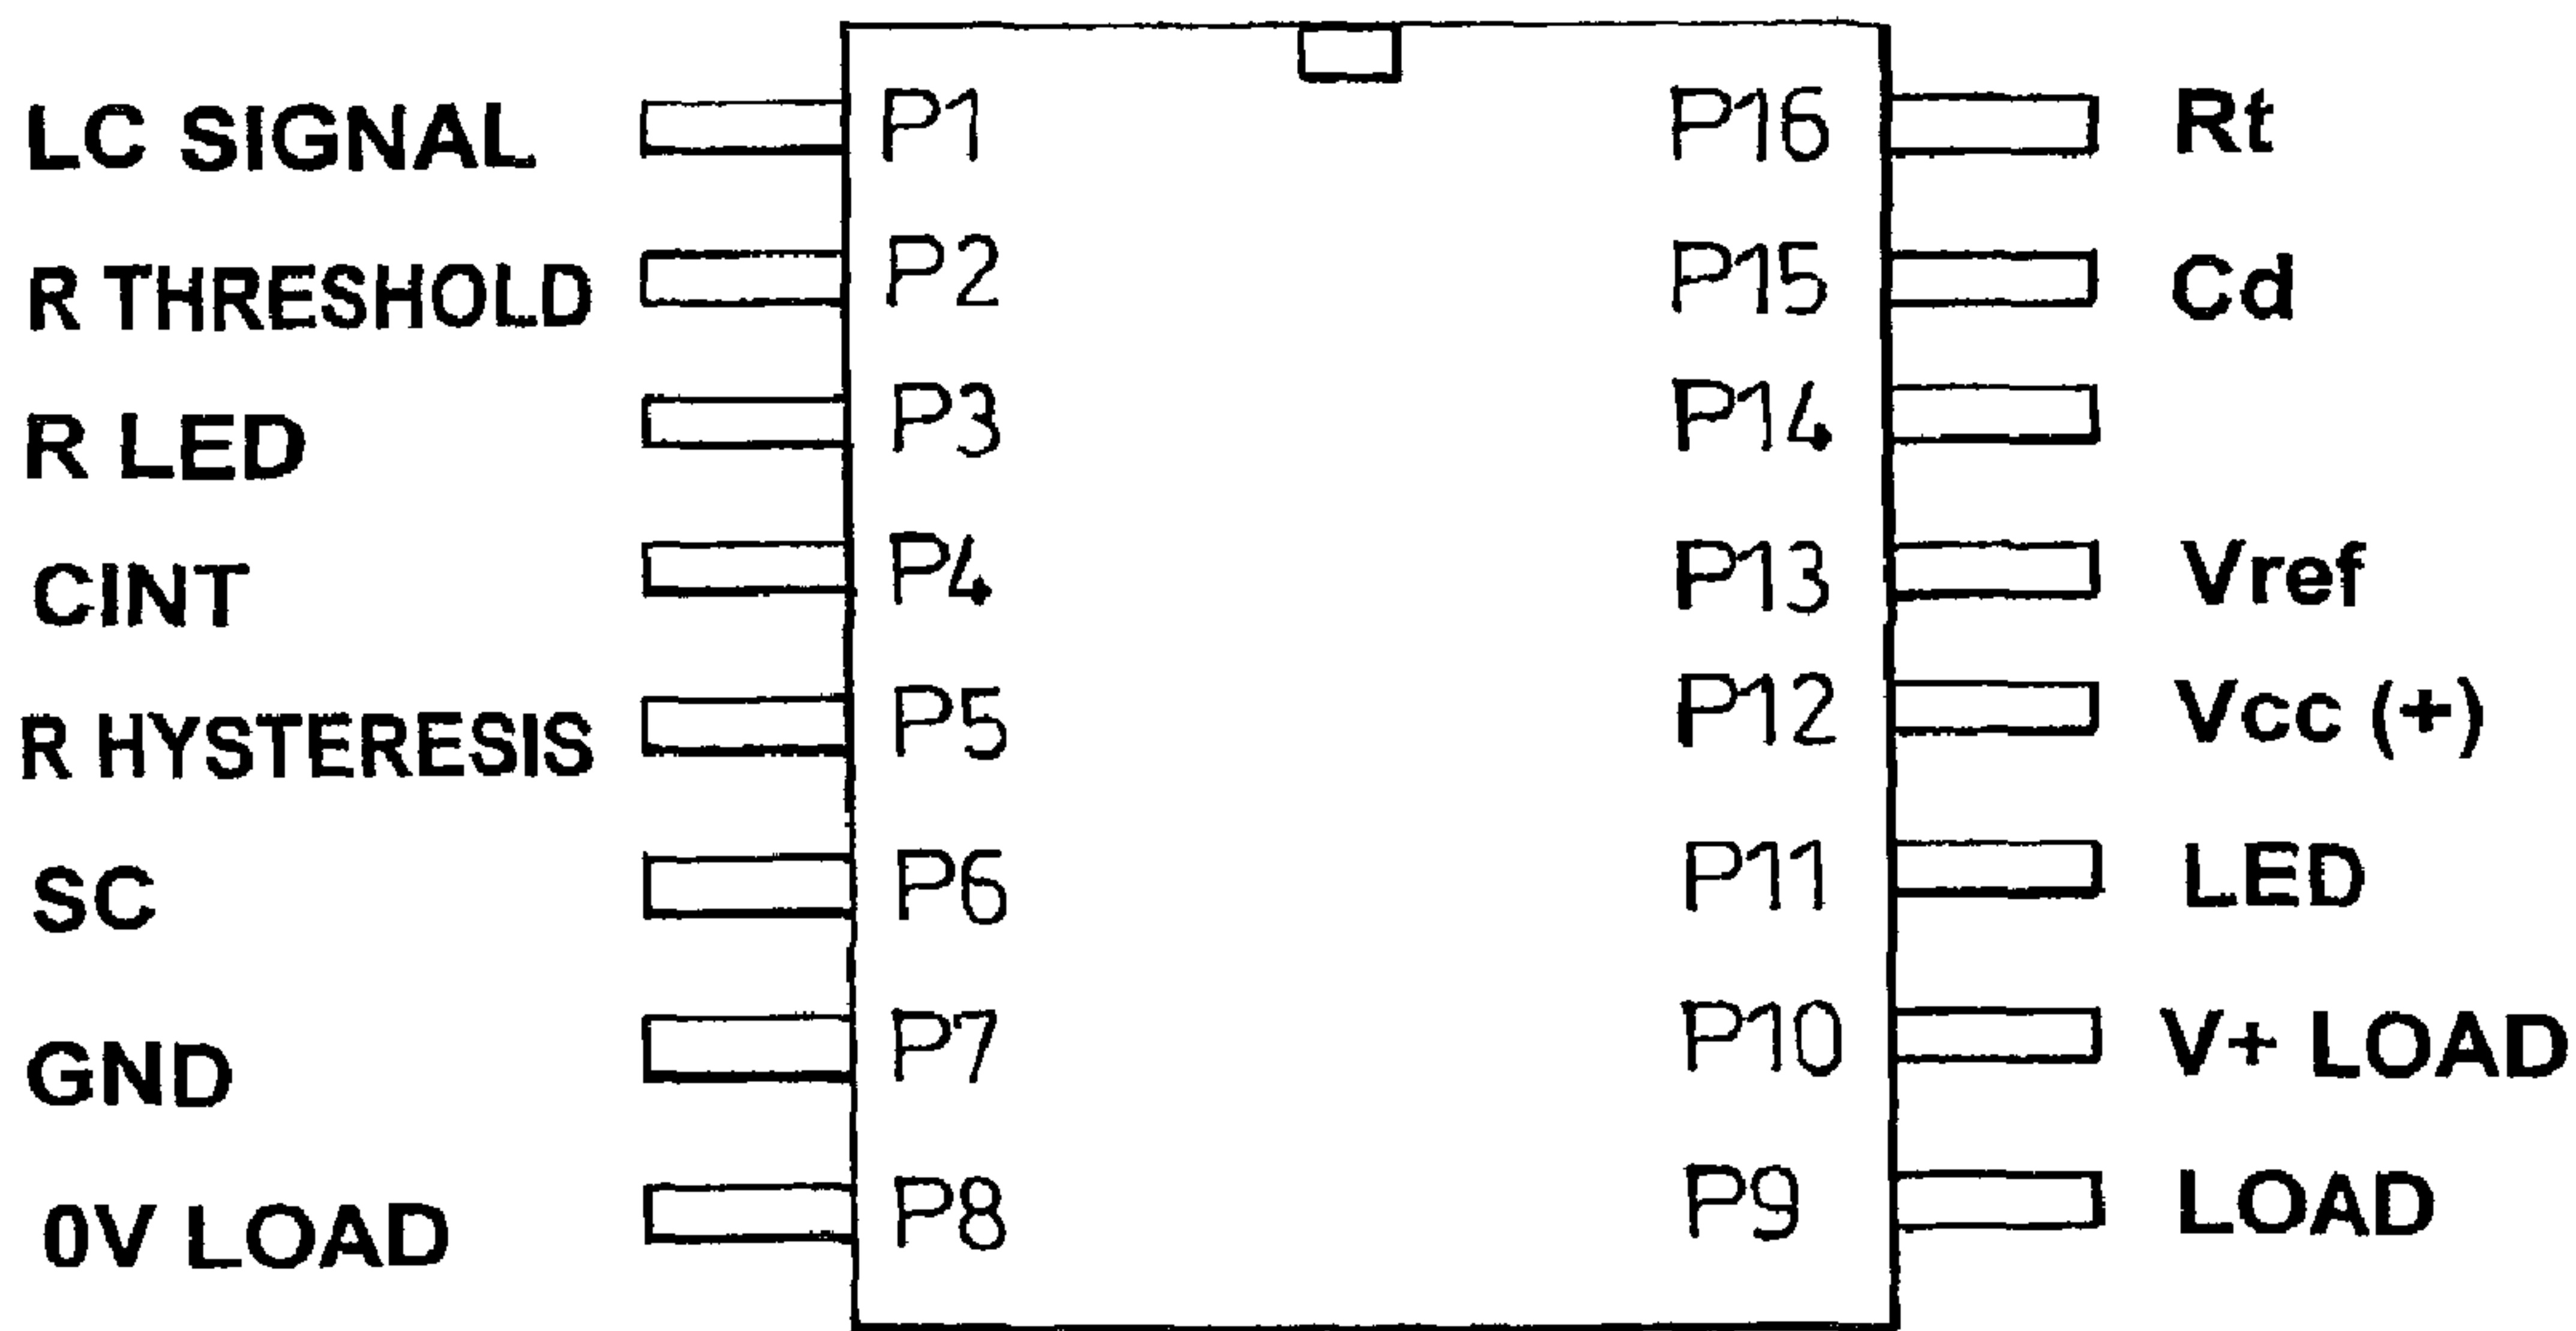 LC SIGNAL P1 P16 Rt
R THRESHOLD P2 P15 Cd
R LED P3 P14
CINT P4 P13 Vref
R HYSTERESIS P5 P12 Vcc (+)
SC P6 P11 LED
GND P7 P10 V+ LOAD
0V LOAD P8 P9 LOAD